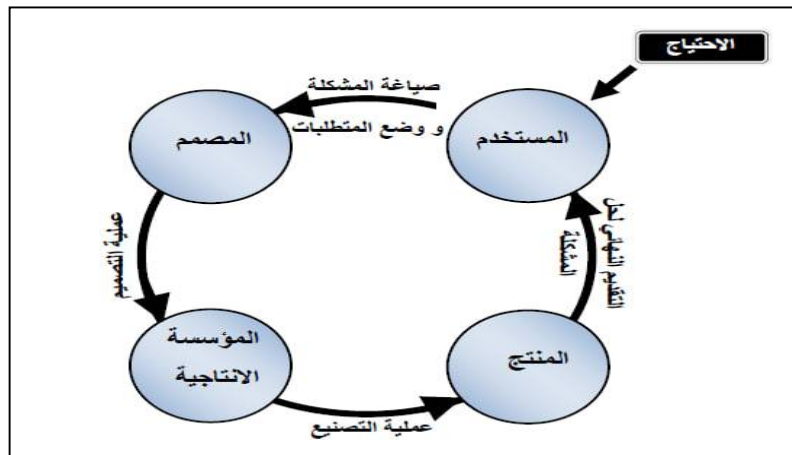 الاحتياج
المستخدم
صياغة المشكلة
و وضع المتطلبات
المصمم
عملية التصميم
المؤسسة
الانتاجية
عملية التصنيع
المنتج
التقديم النهائي لحل
المشكلة